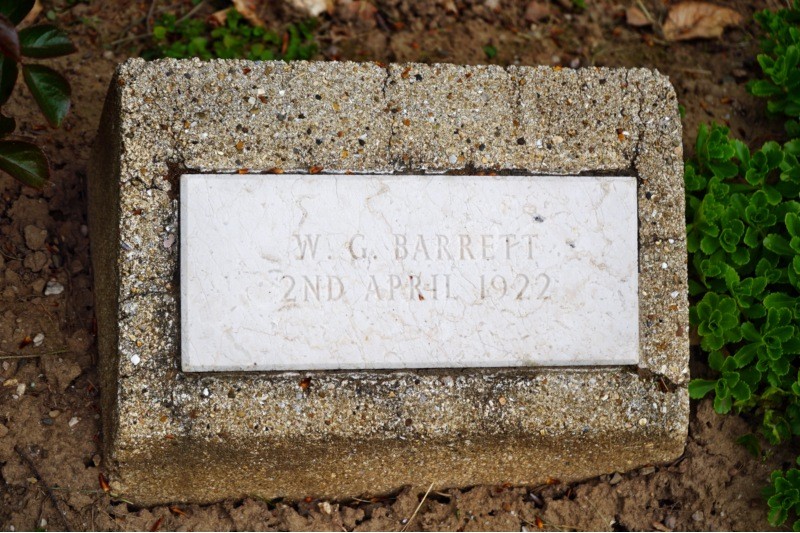 W. G. BARRETT
2ND APRIL 1922